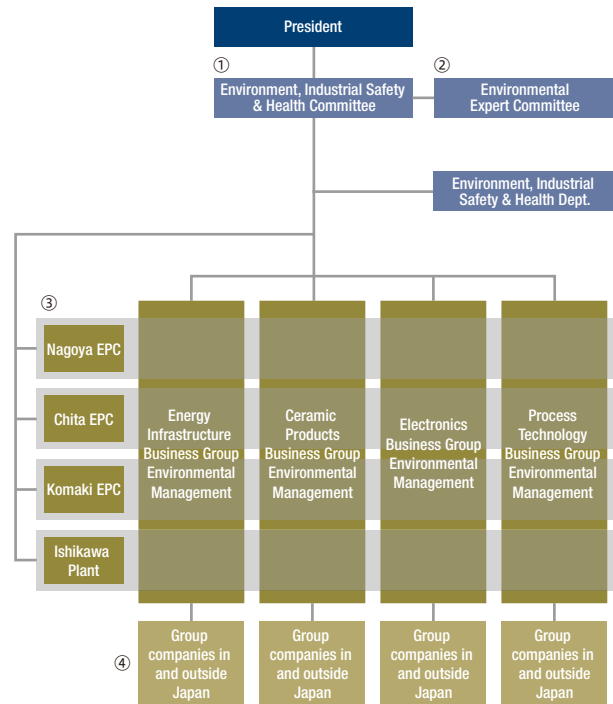 President
①
②
Environment, Industrial Safety
& Health Committee
Environmental
Expert Committee
Environment, Industrial
Safety & Health Dept.
③
Nagoya EPC
Chita EPC
Komaki EPC
Ishikawa
Plant
Energy
Infrastructure
Business Group
Environmental
Management
Ceramic
Products
Business Group
Environmental
Management
Electronics
Business Group
Environmental
Management
Process
Technology
Business Group
Environmental
Management
④
Group
companies in
and outside
Japan
Group
companies in
and outside
Japan
Group
companies in
and outside
Japan
Group
companies in
and outside
Japan